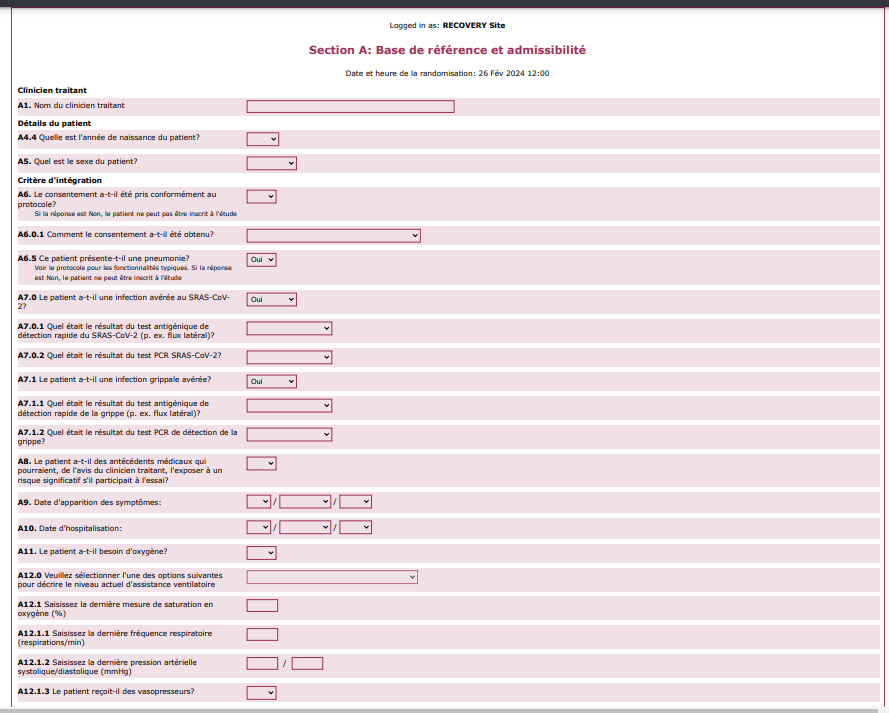 Logged in as: RECOVERY Site
Section A: Base de référence et admissibilité
Date et heure de la randomisation: 26 Fév 2024 12:00
Clinicien traitant
A1. Nom du clinicien traitant
Détails du patient
A4.4 Quelle est l'année de naissance du patient?
A5. Quel est le sexe du patient?
Critère d'intégration
A6. Le consentement a-t-il été pris conformément au
protocole?
Si la réponse est Non, le patient ne peut pas être inscrit à l'étude
A6.0.1 Comment le consentement a-t-il été obtenu?
A6.5 Ce patient présente-t-il une pneumonie? Oui
Voir le protocole pour les fonctionnalités typiques. Si la réponse
est Non, le patient ne peut être inscrit à l'étude
A7.0 Le patient a-t-il une infection avérée au SRAS-CoV- Oui
2?
A7.0.1 Quel était le résultat du test antigénique de
détection rapide du SRAS-CoV-2 (p. ex. flux latéral)?
A7.0.2 Quel était le résultat du test PCR SRAS-CoV-2?
A7.1 Le patient a-t-il une infection grippale avérée? Oui
A7.1.1 Quel était le résultat du test antigénique de
détection rapide de la grippe (p. ex. flux latéral)?
A7.1.2 Quel était le résultat du test PCR de détection de la
grippe?
A8. Le patient a-t-il des antécédents médicaux qui
pourraient, de l'avis du clinicien traitant, l'exposer à un
risque significatif s'il participait à l'essai?
A9. Date d'apparition des symptômes: / /
A10. Date d'hospitalisation: / /
A11. Le patient a-t-il besoin d'oxygène?
A12.0 Veuillez sélectionner l'une des options suivantes
pour décrire le niveau actuel d'assistance ventilatoire
A12.1 Saisissez la dernière mesure de saturation en
oxygène (%)
A12.1.1 Saisissez la dernière fréquence respiratoire
(respirations/min)
A12.1.2 Saisissez la dernière pression artérielle /
systolique/diastolique (mmHg)
A12.1.3 Le patient reçoit-il des vasopresseurs?